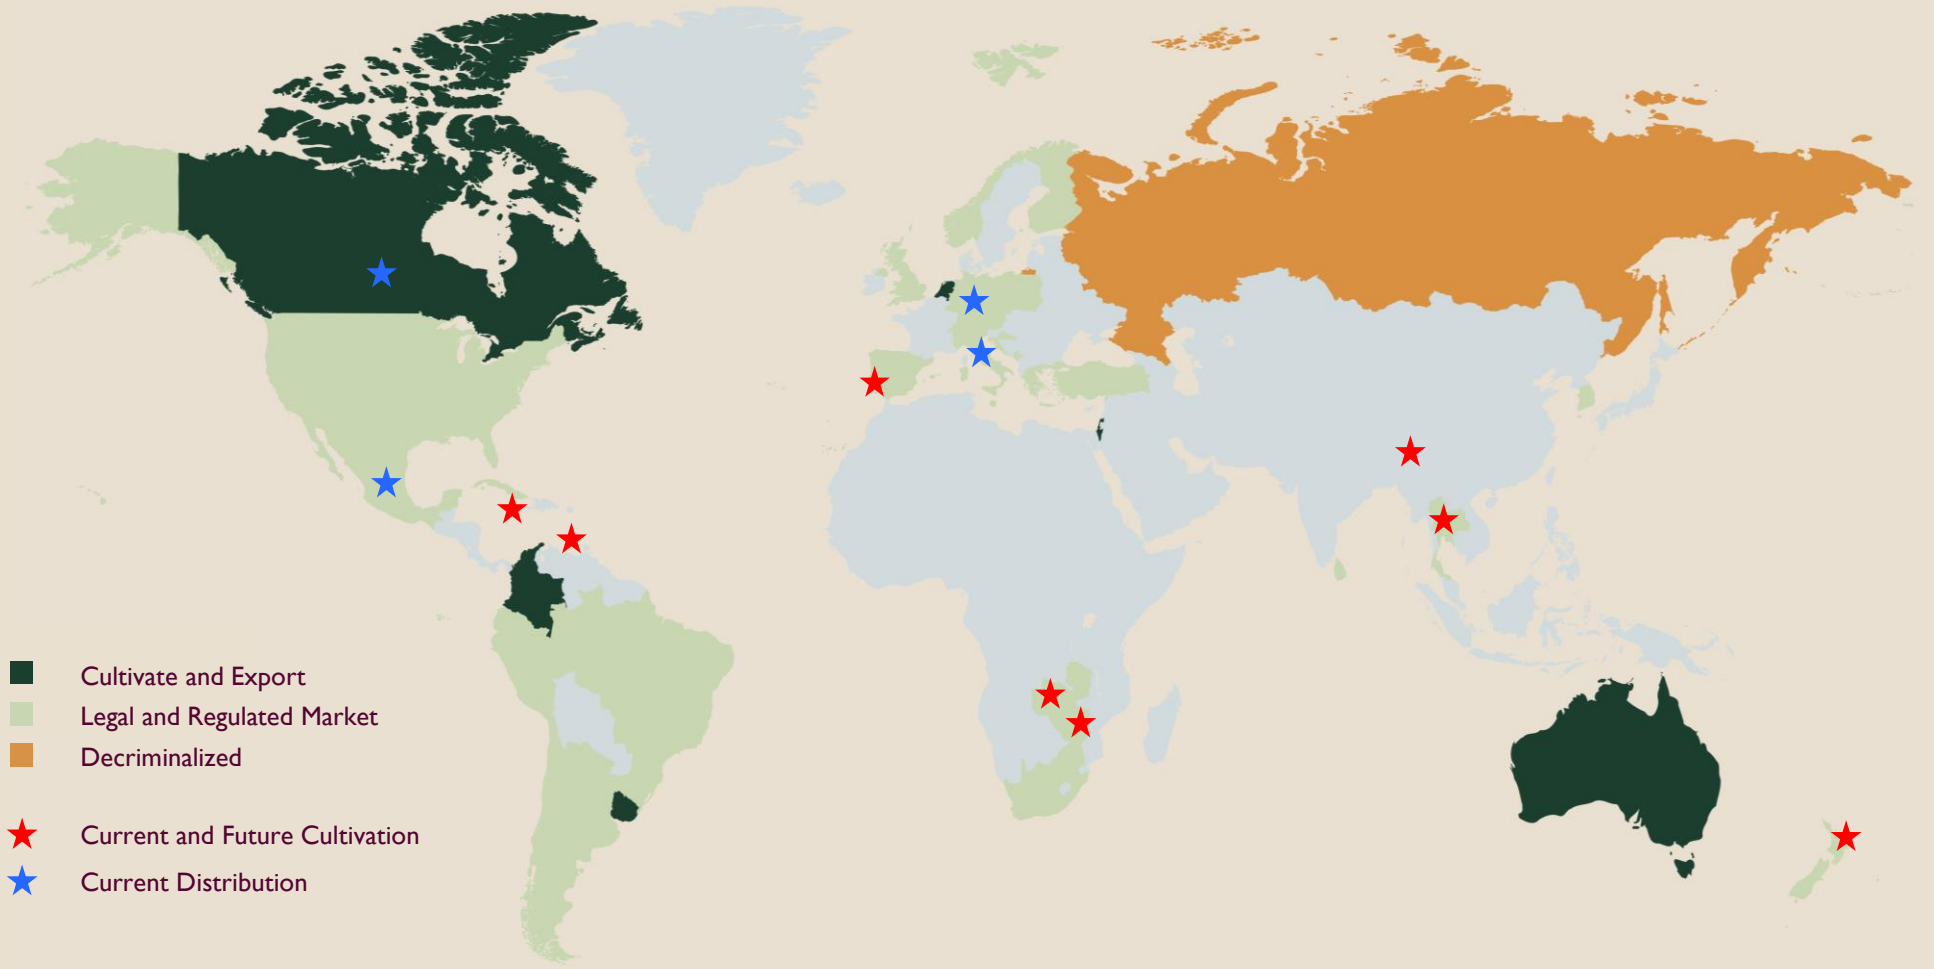 Cultivate and Export
Legal and Regulated Market
Decriminalized
Current and Future Cultivation
Current Distribution